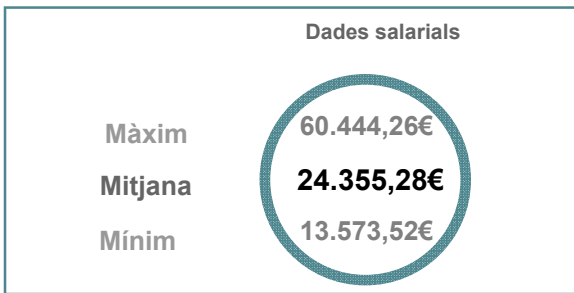 Dades salarials
Màxim 60.444,26€
Mitjana 24.355,28€
Mínim 13.573,52€